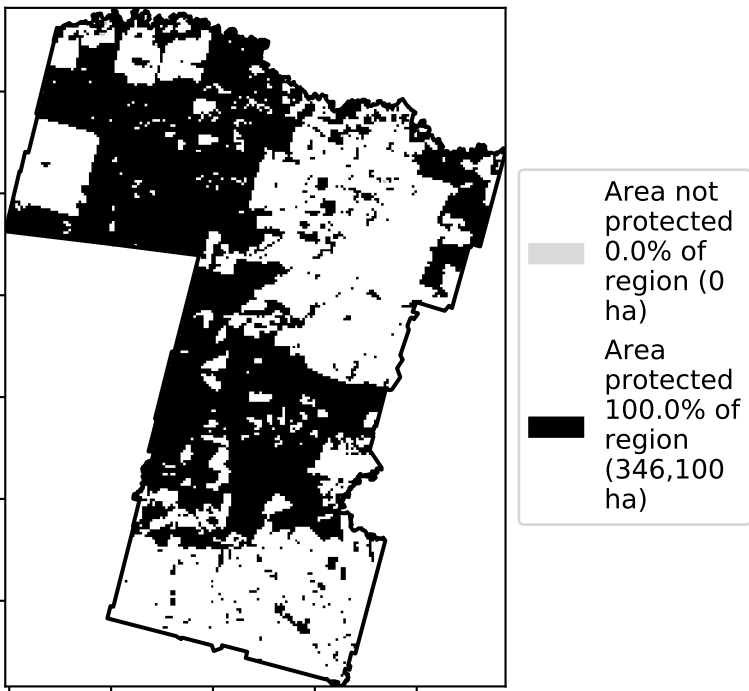 Area not
protected
0.0% of
region (0
ha)
Area
protected
100.0% of
region
(346,100
ha)